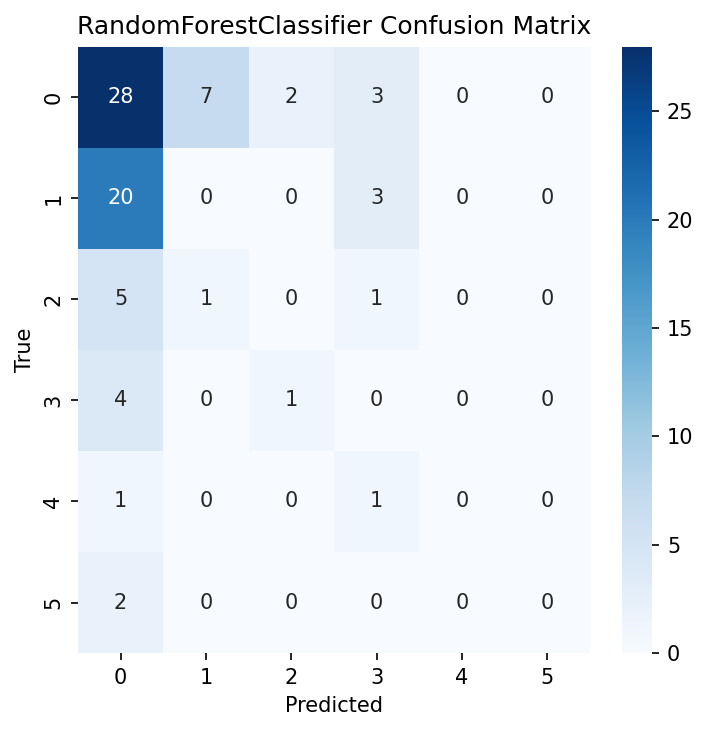 RandomForestClassifier Confusion Matrix
0 28 7 2 3 0 0
1 20 0 0 3 0 0
2 5 1 0 1 0 0
3 4 0 1 0 0 0
4 1 0 0 1 0 0
5 2 0 0 0 0 0
0 1 2 3 4 5
Predicted
True
25
20
15
10
5
0